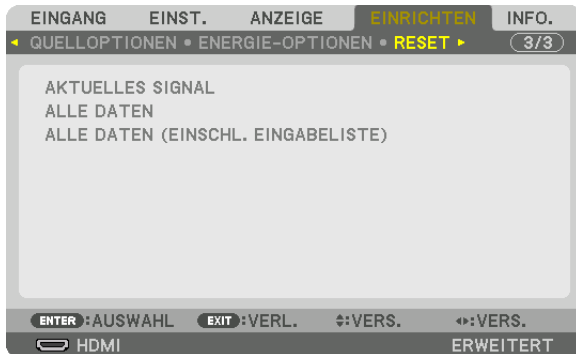 EINGANG EINST. ANZEIGE EINRICHTEN INFO.
◄ QUELLOPTIONEN • ENERGIE-OPTIONEN • RESET ► 3/3
AKTUELLES SIGNAL
ALLE DATEN
ALLE DATEN (EINSCHL. EINGABELISTE)
ENTER :AUSWAHL EXIT :VERL. ♦:VERS. ◂▸:VERS.
HDMI ERWEITERT